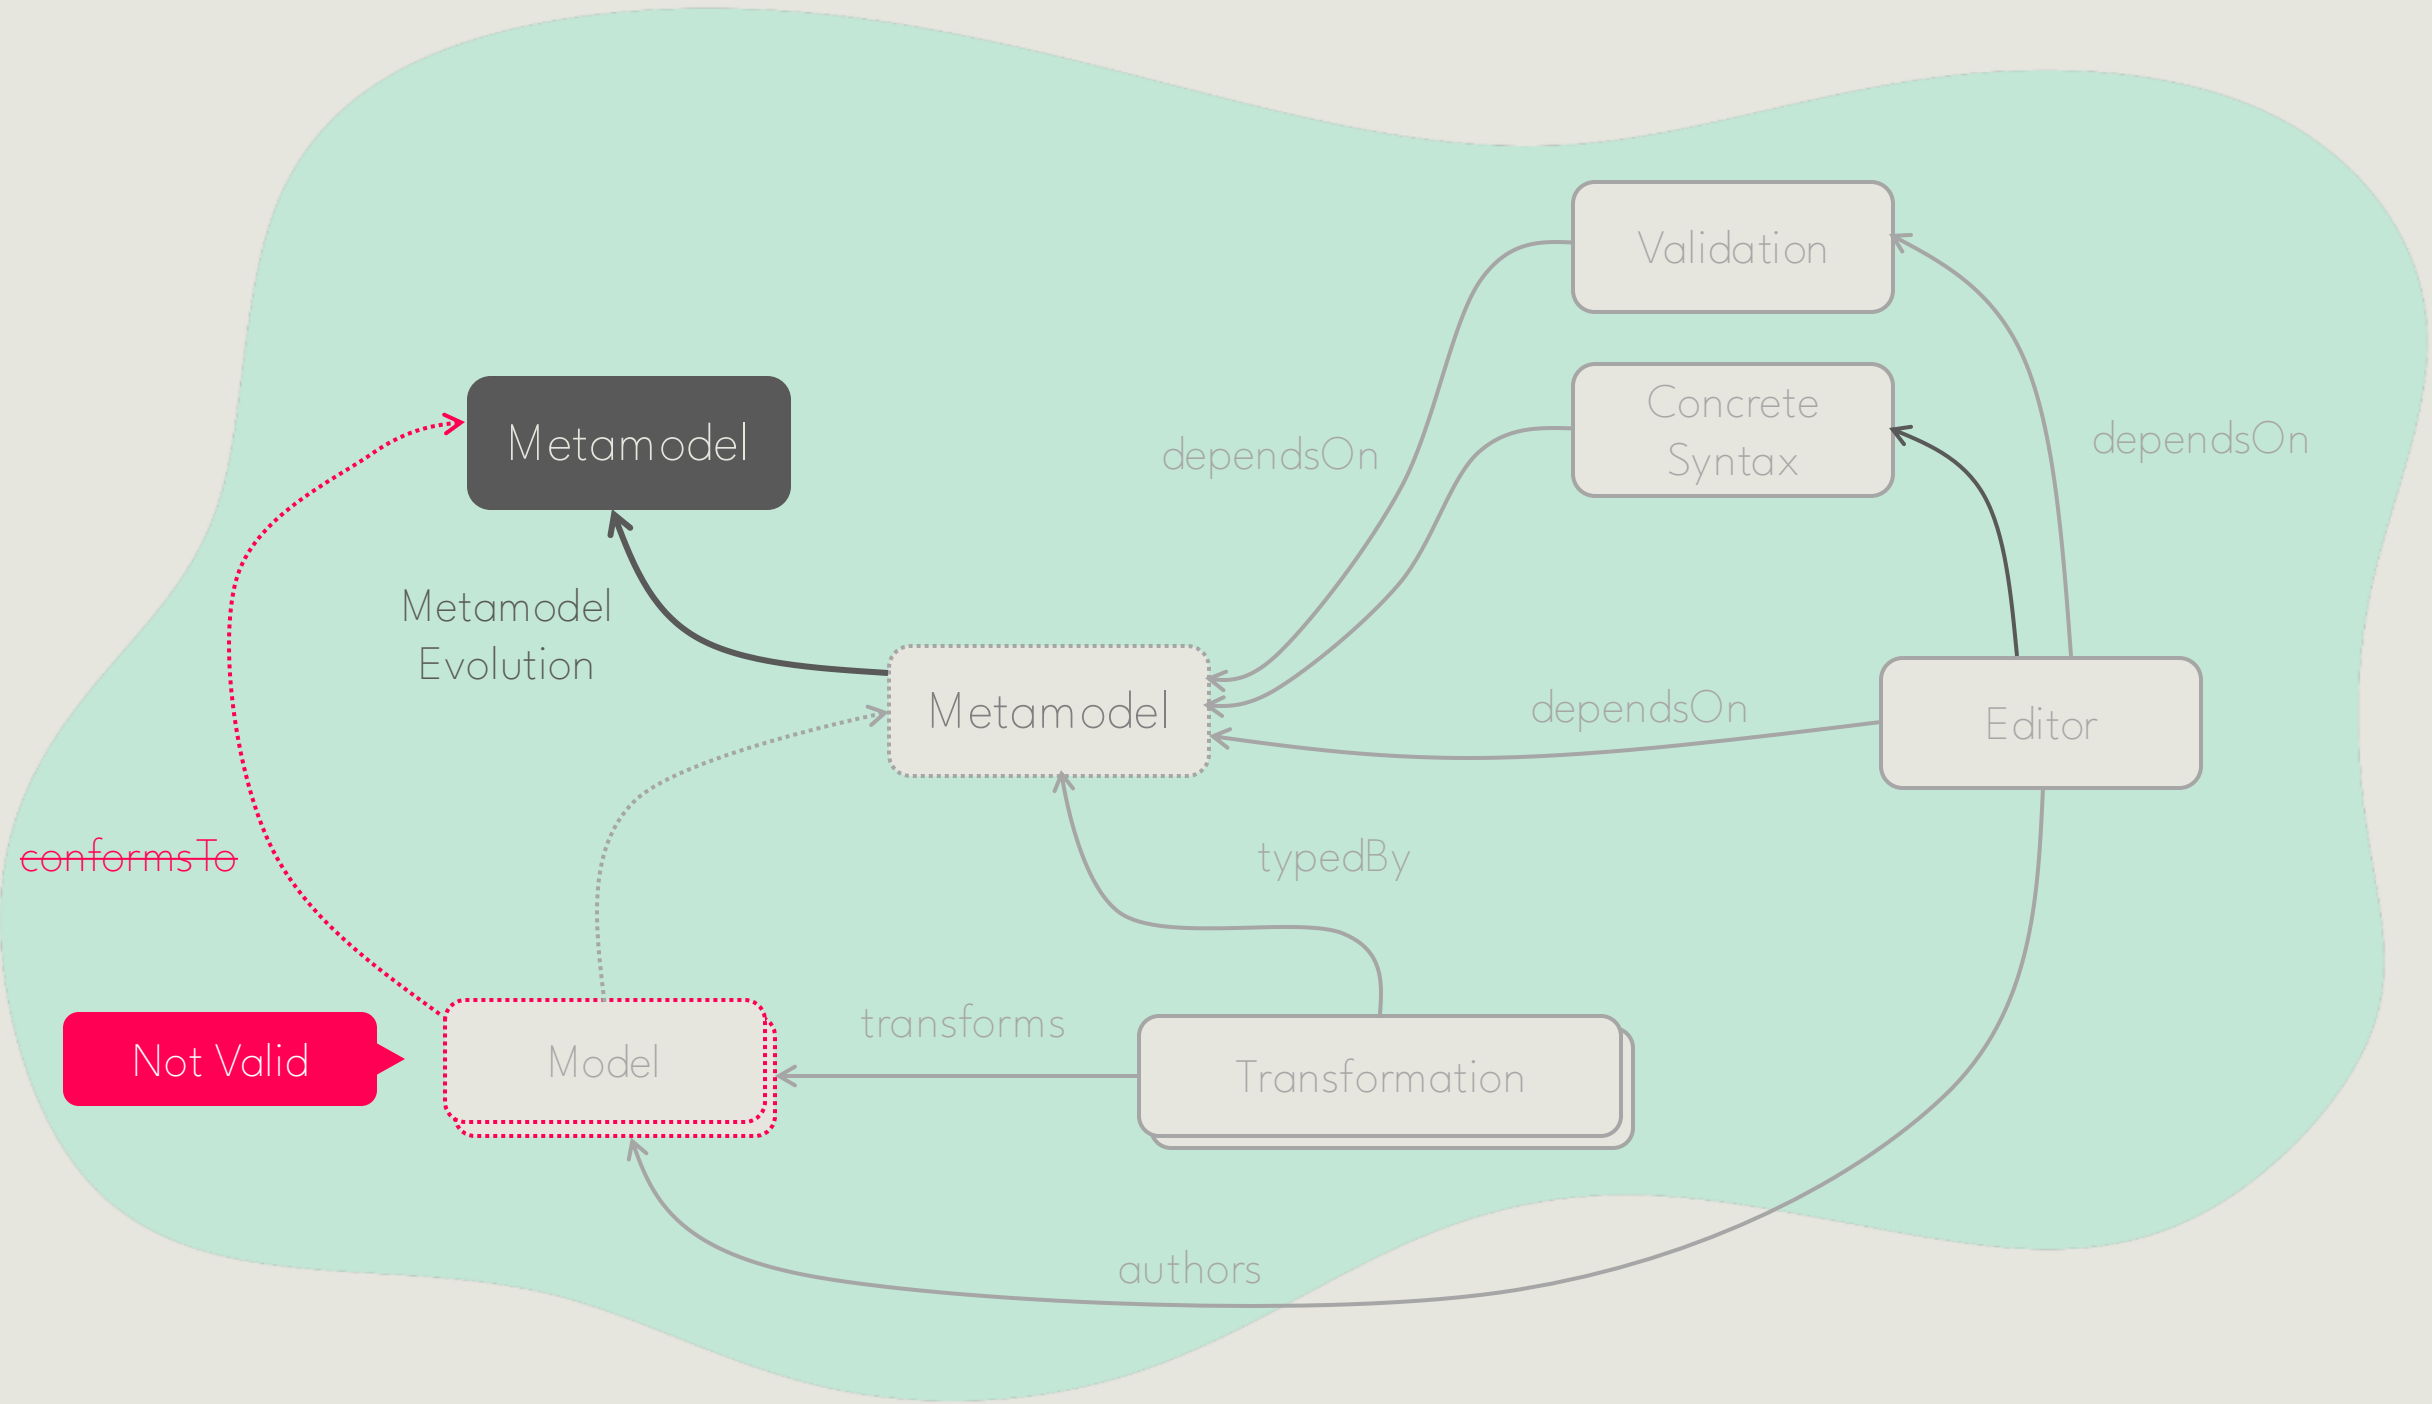 Validation
Concrete
Syntax
dependsOn
dependsOn
Metamodel
Metamodel
Evolution
Metamodel
dependsOn
Editor
conformsTo
typedBy
transforms
Not Valid
Model
Transformation
authors